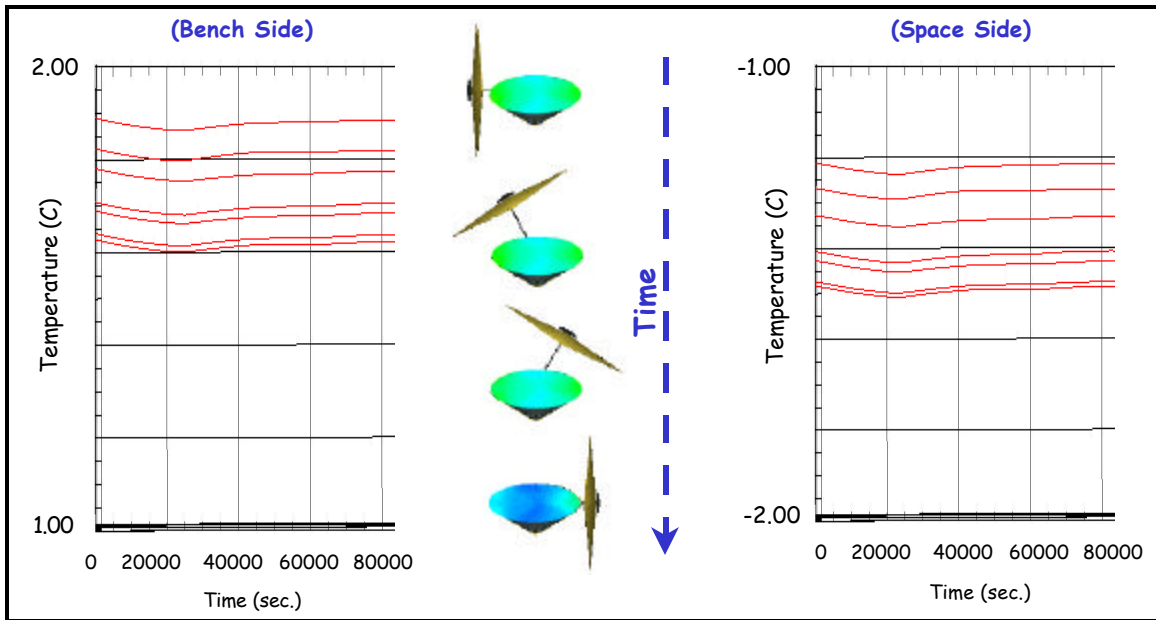 (Bench Side)
2.00
Temperature (C)
1.00
0 20000 40000 60000 80000
Time (sec.)
Time
(Space Side)
-1.00
Temperature (C)
-2.00
0 20000 40000 60000 80000
Time (sec.)